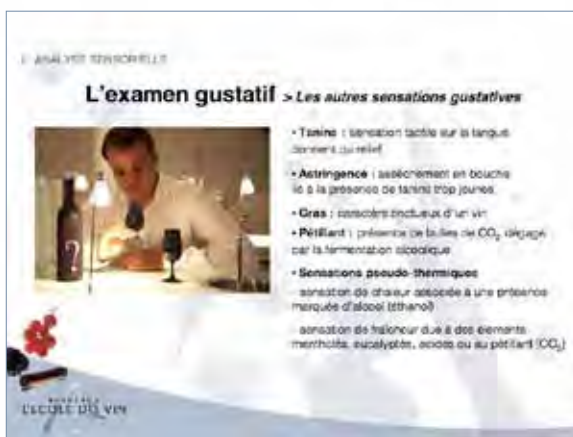 L'ANALYSE SENSORIELLE
L'examen gustatif > Les autres sensations gustatives
• Tanins : sensation tactile sur la langue
donnent du relief
• Astringence : assèchement en bouche
lié à la présence de tanins trop jeunes
• Gras : caractère onctueux d'un vin
• Pétillant : présence de bulles de CO₂ dégagé
par la fermentation alcoolique
• Sensations pseudo-thermiques
- sensation de chaleur associée à une présence
marquée d'alcool (éthanol)
- sensation de fraîcheur due à des éléments
mentholés, eucalyptés, acides ou au pétillant (CO₂)
?
BORDEAUX
L'ECOLE DU VIN